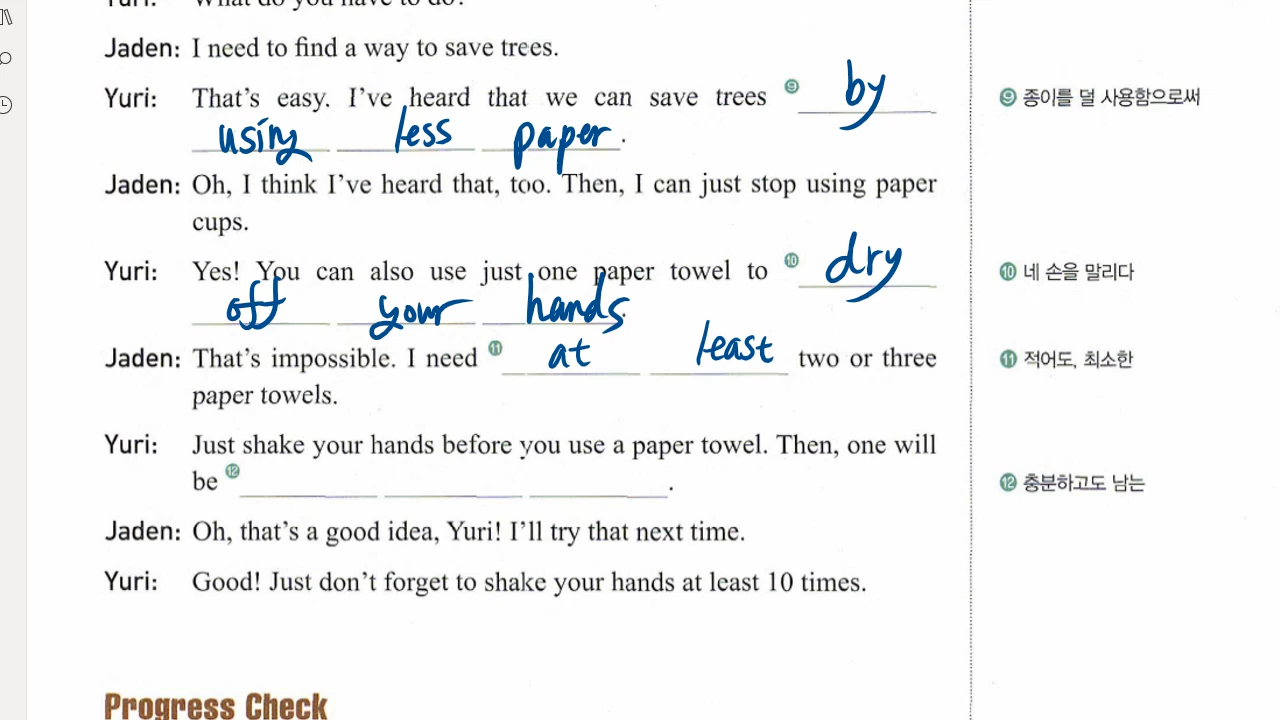 Yuri: What do you have to do?
Jaden: I need to find a way to save trees.
Yuri: That's easy. I've heard that we can save trees ⑨ by
⑨ 종이를 덜 사용함으로써
using less paper.
Jaden: Oh, I think I've heard that, too. Then, I can just stop using paper
cups.
Yuri: Yes! You can also use just one paper towel to ⑩ dry
⑩ 네 손을 말리다
off your hands.
Jaden: That's impossible. I need ⑪ at least two or three
⑪ 적어도, 최소한
paper towels.
Yuri: Just shake your hands before you use a paper towel. Then, one will
be ⑫ .
⑫ 충분하고도 남는
Jaden: Oh, that's a good idea, Yuri! I'll try that next time.
Yuri: Good! Just don't forget to shake your hands at least 10 times.
Progress Check